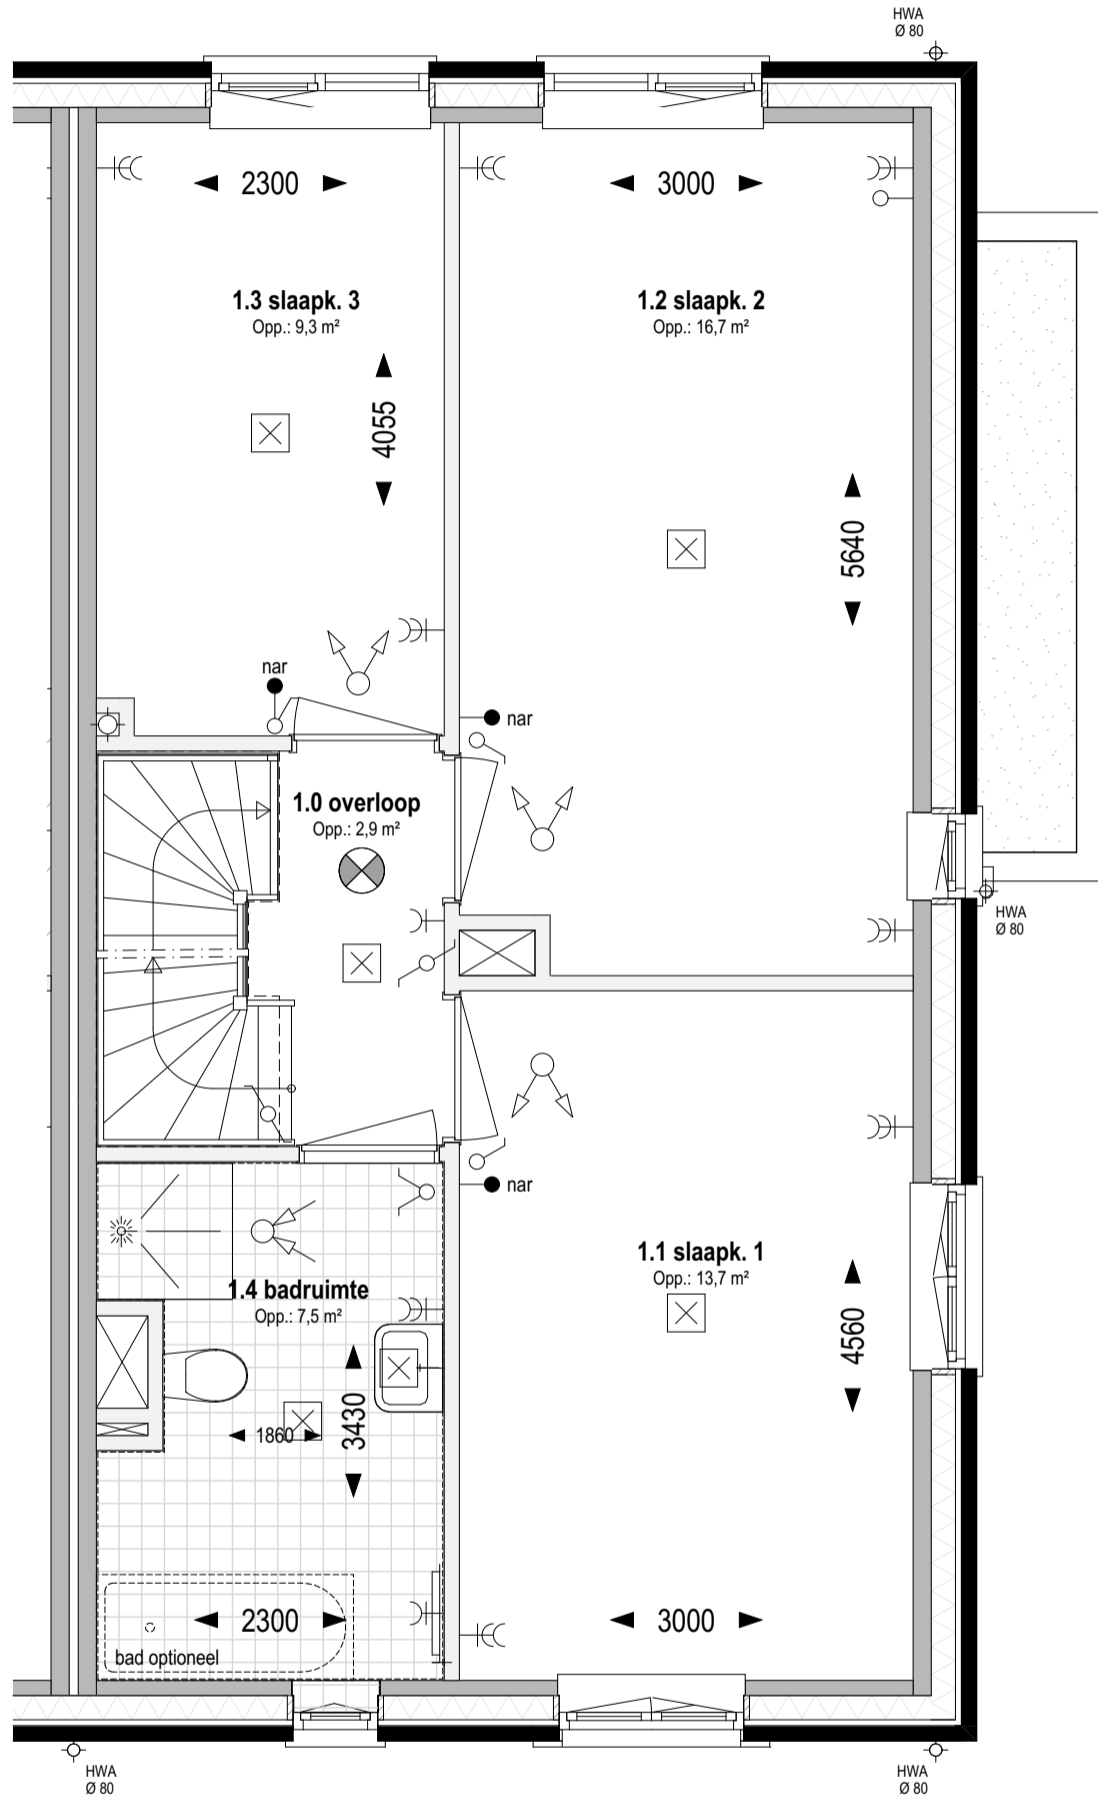 HWA
Ø 80
2300
3000
1.3 slaapk. 3
Opp.: 9,3 m²
1.2 slaapk. 2
Opp.: 16,7 m²
4055
5640
nar
nar
1.0 overloop
Opp.: 2,9 m²
HWA
Ø 80
nar
1.1 slaapk. 1
Opp.: 13,7 m²
1.4 badruimte
Opp.: 7,5 m²
4560
3430
1860
2300
3000
bad optioneel
HWA
Ø 80
HWA
Ø 80